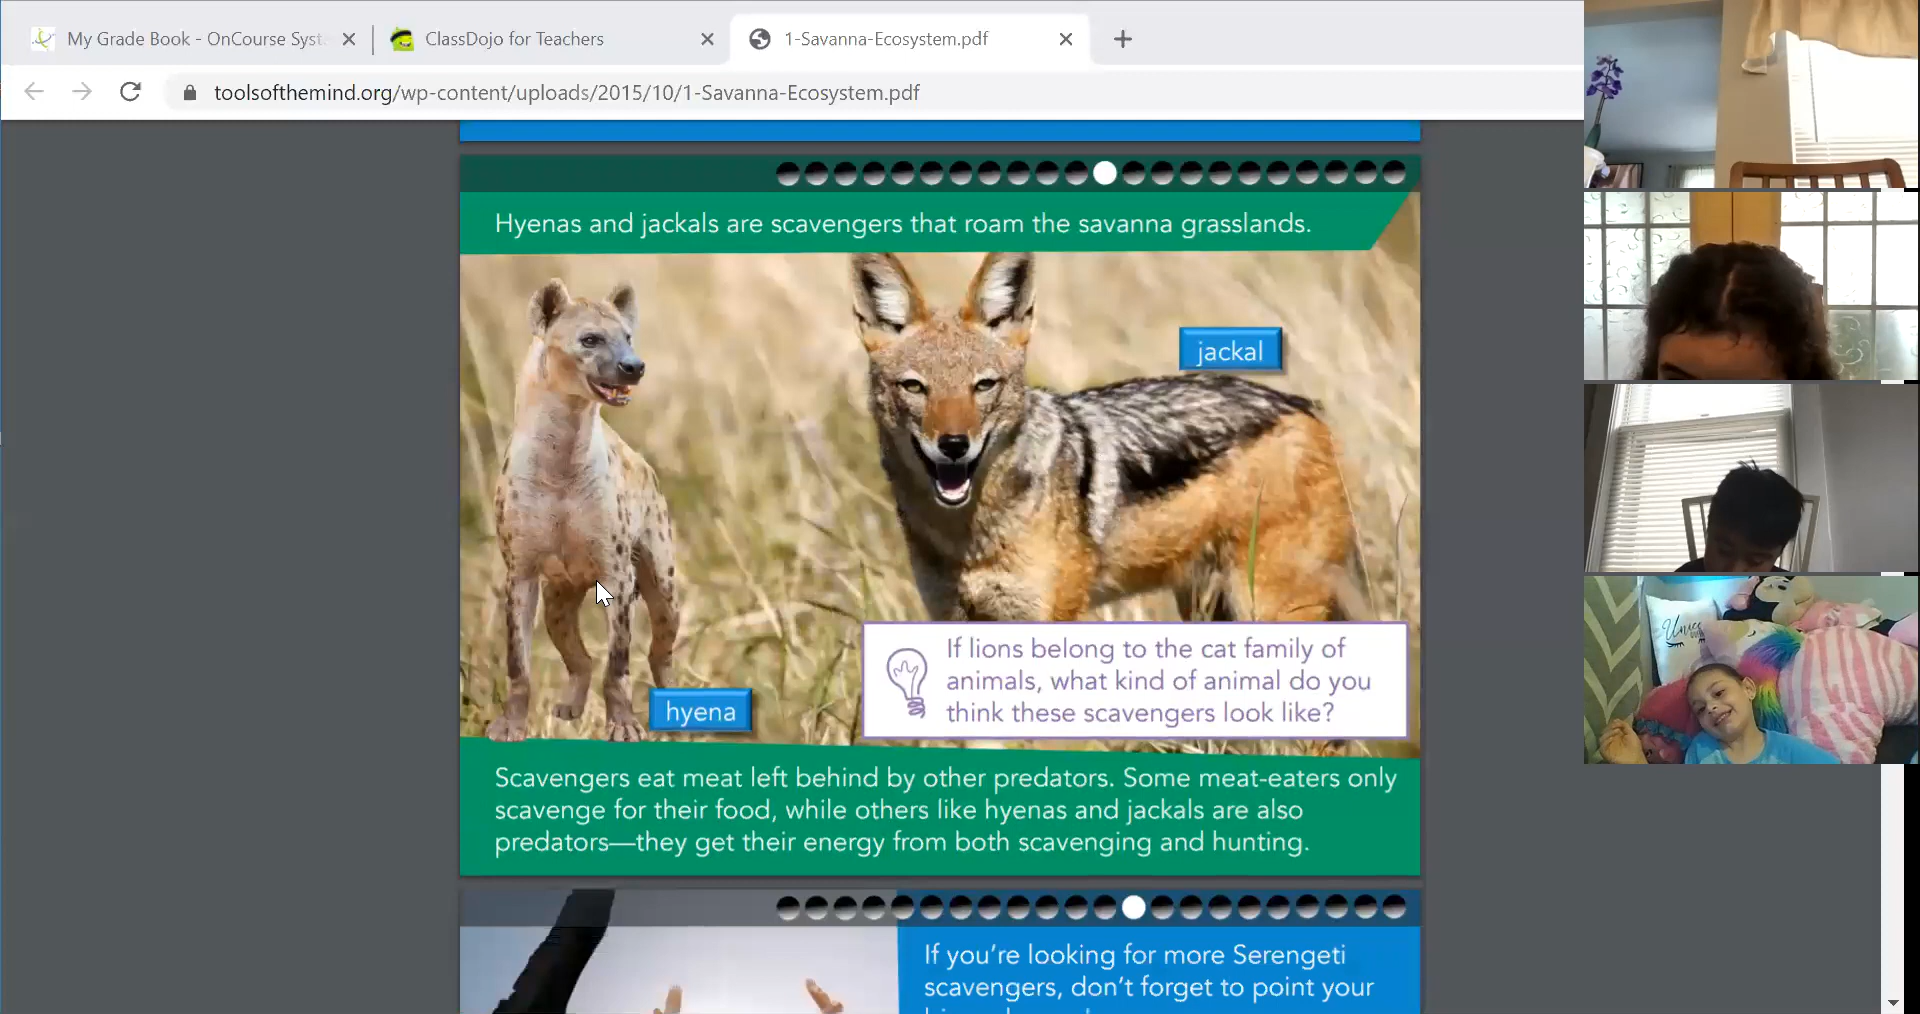 My Grade Book - OnCourse Syst
ClassDojo for Teachers
1-Savanna-Ecosystem.pdf
toolsofthemind.org/wp-content/uploads/2015/10/1-Savanna-Ecosystem.pdf
Hyenas and jackals are scavengers that roam the savanna grasslands.
jackal
hyena
If lions belong to the cat family of
animals, what kind of animal do you
think these scavengers look like?
Scavengers eat meat left behind by other predators. Some meat-eaters only
scavenge for their food, while others like hyenas and jackals are also
predators—they get their energy from both scavenging and hunting.
If you're looking for more Serengeti
scavengers, don't forget to point your